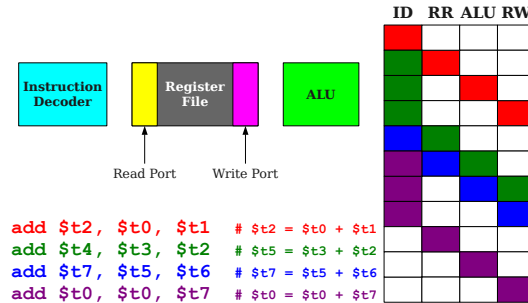 ID RR ALU RW
Instruction
Decoder
Register
File
ALU
Read Port
Write Port
add $t2, $t0, $t1 # $t2 = $t0 + $t1
add $t4, $t3, $t2 # $t5 = $t3 + $t2
add $t7, $t5, $t6 # $t7 = $t5 + $t6
add $t0, $t0, $t7 # $t0 = $t0 + $t7